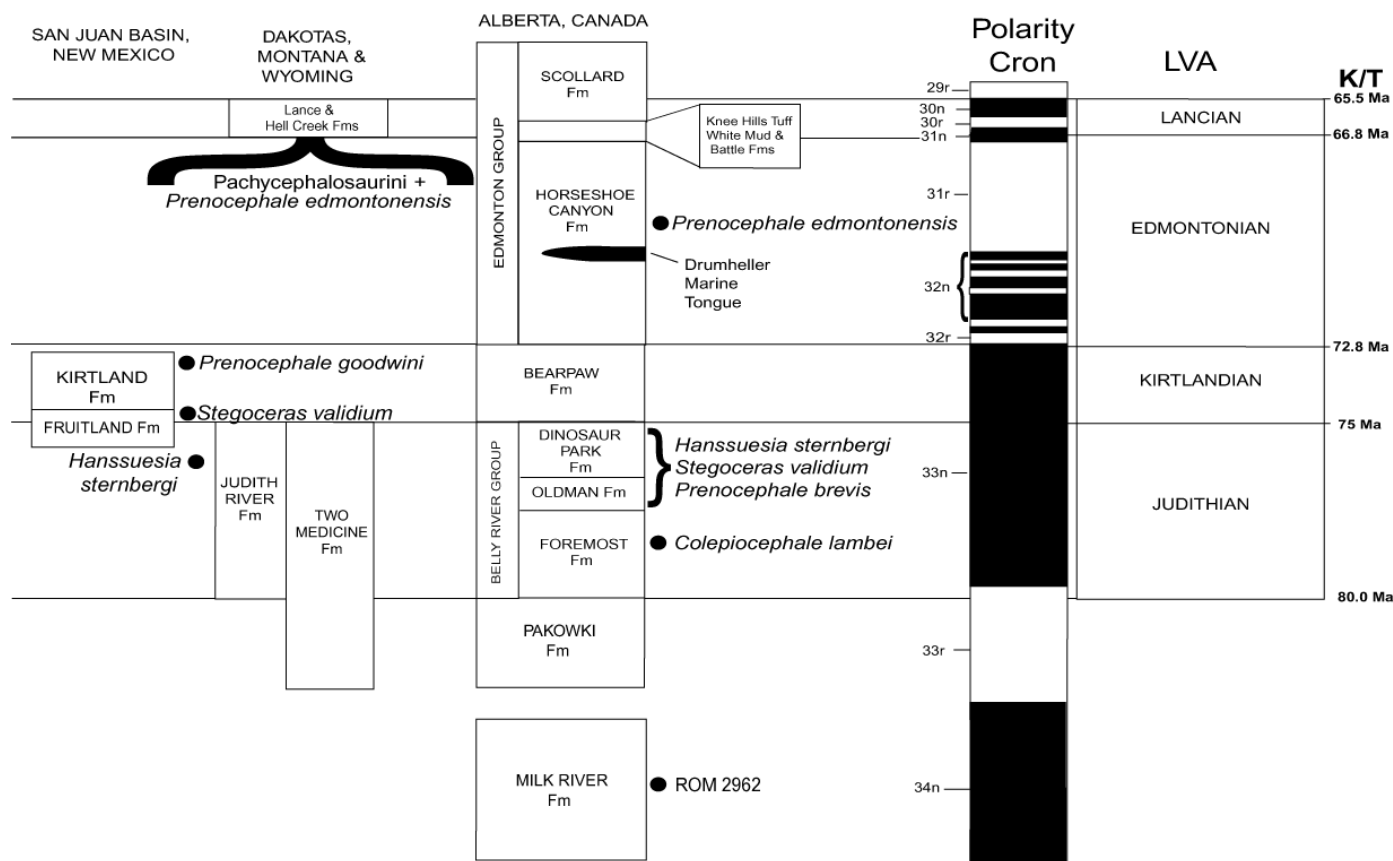 SAN JUAN BASIN,
NEW MEXICO
DAKOTAS,
MONTANA &
WYOMING
ALBERTA, CANADA
Polarity
Cron
LVA
K/T
Lance &
Hell Creek Fms
Pachycephalosaurini +
Prenocephale edmontonensis
EDMONTON GROUP
SCOLLARD
Fm
Knee Hills Tuff
White Mud &
Battle Fms
HORSESHOE
CANYON
Fm
Prenocephale edmontonensis
Drumheller
Marine
Tongue
KIRTLAND
Fm
Prenocephale goodwini
Stegoceras validium
FRUITLAND Fm
Hanssuesia
sternbergi
JUDITH
RIVER
Fm
TWO
MEDICINE
Fm
BEARPAW
Fm
BELLY RIVER GROUP
DINOSAUR
PARK
Fm
OLDMAN Fm
Hanssuesia sternbergi
Stegoceras validium
Prenocephale brevis
FOREMOST
Fm
Colepiocephale lambei
PAKOWKI
Fm
MILK RIVER
Fm
ROM 2962
29r
30n
30r
31n
31r
32n
32r
33n
33r
34n
LANCIAN
EDMONTONIAN
KIRTLANDIAN
JUDITHIAN
65.5 Ma
66.8 Ma
72.8 Ma
75 Ma
80.0 Ma